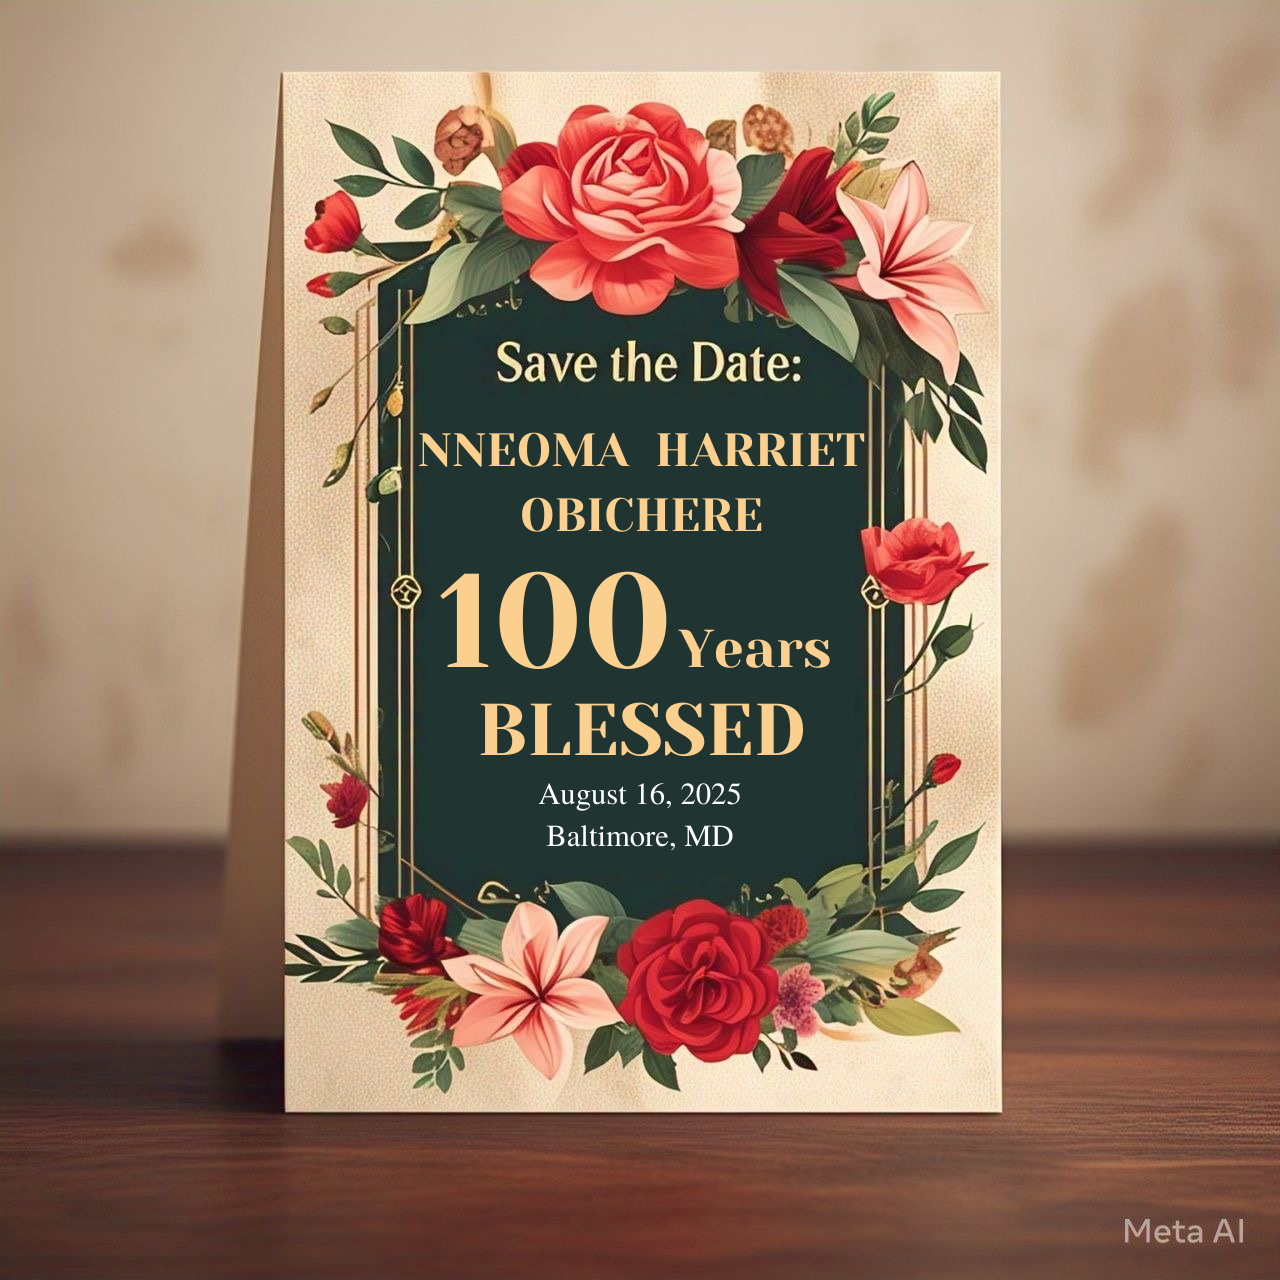 Save the Date:
NNEOMA HARRIET
OBICHERE
100 Years
BLESSED
August 16, 2025
Baltimore, MD
Meta AI